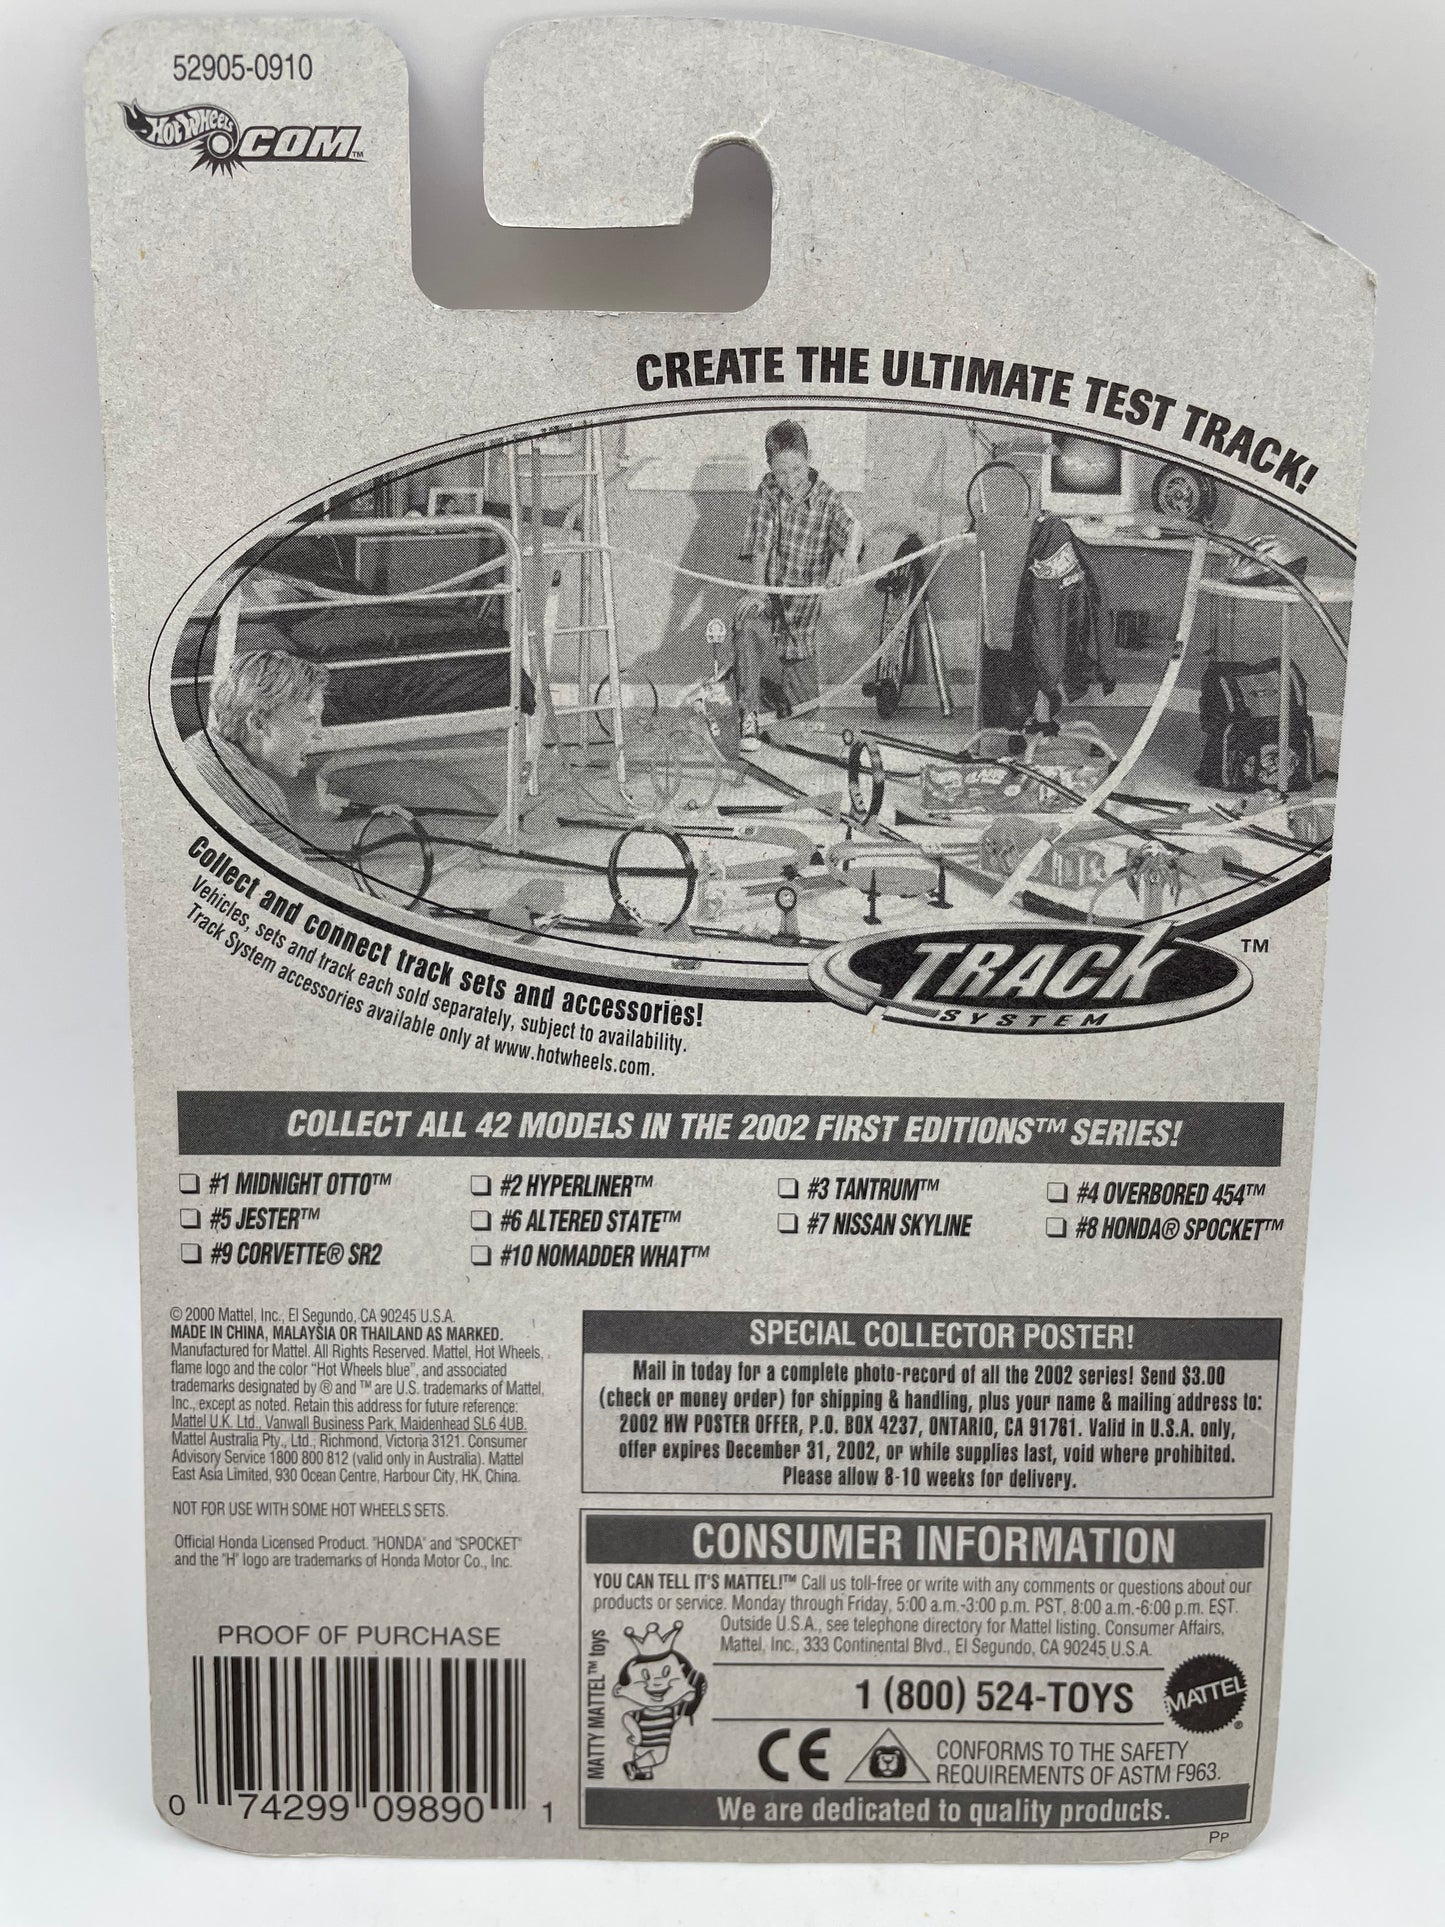 52905-0910
HOT WHEELS .COM™
CREATE THE ULTIMATE TEST TRACK!
Collect and connect track sets and accessories!
Vehicles, sets and track each sold separately, subject to availability.
Track System accessories available only at www.hotwheels.com.
TRACK ™
SYSTEM
COLLECT ALL 42 MODELS IN THE 2002 FIRST EDITIONS™ SERIES!
❏ #1 MIDNIGHT OTTO™ ❏ #2 HYPERLINER™ ❏ #3 TANTRUM™ ❏ #4 OVERBORED 454™
❏ #5 JESTER™ ❏ #6 ALTERED STATE™ ❏ #7 NISSAN SKYLINE ❏ #8 HONDA® SPOCKET™
❏ #9 CORVETTE® SR2 ❏ #10 NOMADDER WHAT™
© 2000 Mattel, Inc., El Segundo, CA 90245 U.S.A.
MADE IN CHINA, MALAYSIA OR THAILAND AS MARKED.
Manufactured for Mattel. All Rights Reserved. Mattel, Hot Wheels,
flame logo and the color "Hot Wheels blue", and associated
trademarks designated by ® and ™ are U.S. trademarks of Mattel,
Inc., except as noted. Retain this address for future reference:
Mattel U.K. Ltd., Vanwall Business Park, Maidenhead SL6 4UB.
Mattel Australia Pty., Ltd., Richmond, Victoria 3121. Consumer
Advisory Service 1800 800 812 (valid only in Australia). Mattel
East Asia Limited, 930 Ocean Centre, Harbour City, HK, China.
NOT FOR USE WITH SOME HOT WHEELS SETS.
Official Honda Licensed Product. "HONDA" and "SPOCKET"
and the "H" logo are trademarks of Honda Motor Co., Inc.
PROOF OF PURCHASE
0 74299 09890 1
SPECIAL COLLECTOR POSTER!
Mail in today for a complete photo-record of all the 2002 series! Send $3.00
(check or money order) for shipping & handling, plus your name & mailing address to:
2002 HW POSTER OFFER, P.O. BOX 4237, ONTARIO, CA 91761. Valid in U.S.A. only,
offer expires December 31, 2002, or while supplies last, void where prohibited.
Please allow 8-10 weeks for delivery.
CONSUMER INFORMATION
YOU CAN TELL IT'S MATTEL!™ Call us toll-free or write with any comments or questions about our
products or service. Monday through Friday, 5:00 a.m.-3:00 p.m. PST, 8:00 a.m.-6:00 p.m. EST.
Outside U.S.A., see telephone directory for Mattel listing. Consumer Affairs,
Mattel, Inc., 333 Continental Blvd., El Segundo, CA 90245 U.S.A.
MATTY MATTEL™ toys
1 (800) 524-TOYS
MATTEL ®
CE
CONFORMS TO THE SAFETY
REQUIREMENTS OF ASTM F963.
We are dedicated to quality products.
PP